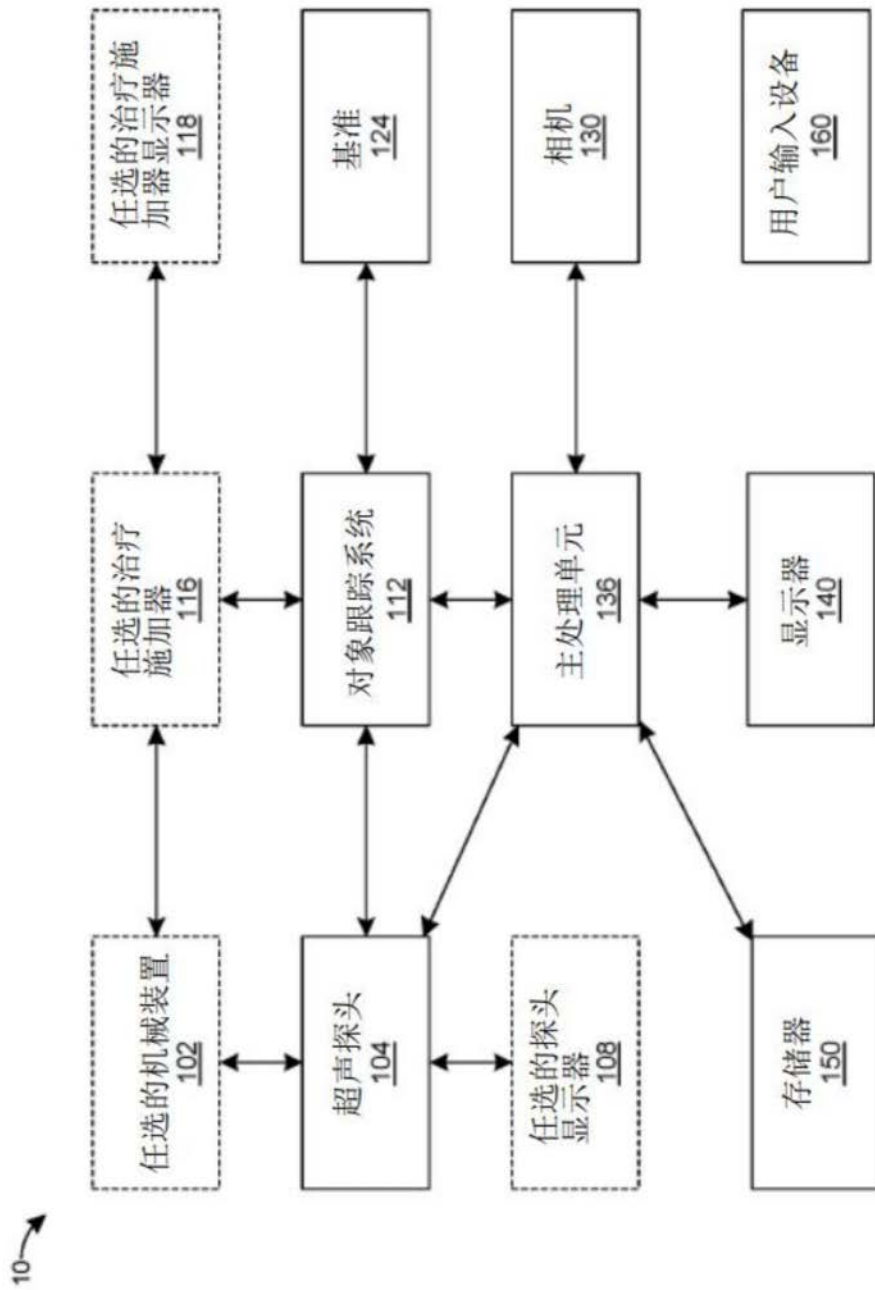 10
任选的机械装置
102
任选的治疗
施加器
116
任选的治疗施
加器显示器
118
超声探头
104
对象跟踪系统
112
基准
124
任选的探头
显示器
108
主处理单元
136
相机
130
存储器
150
显示器
140
用户输入设备
160